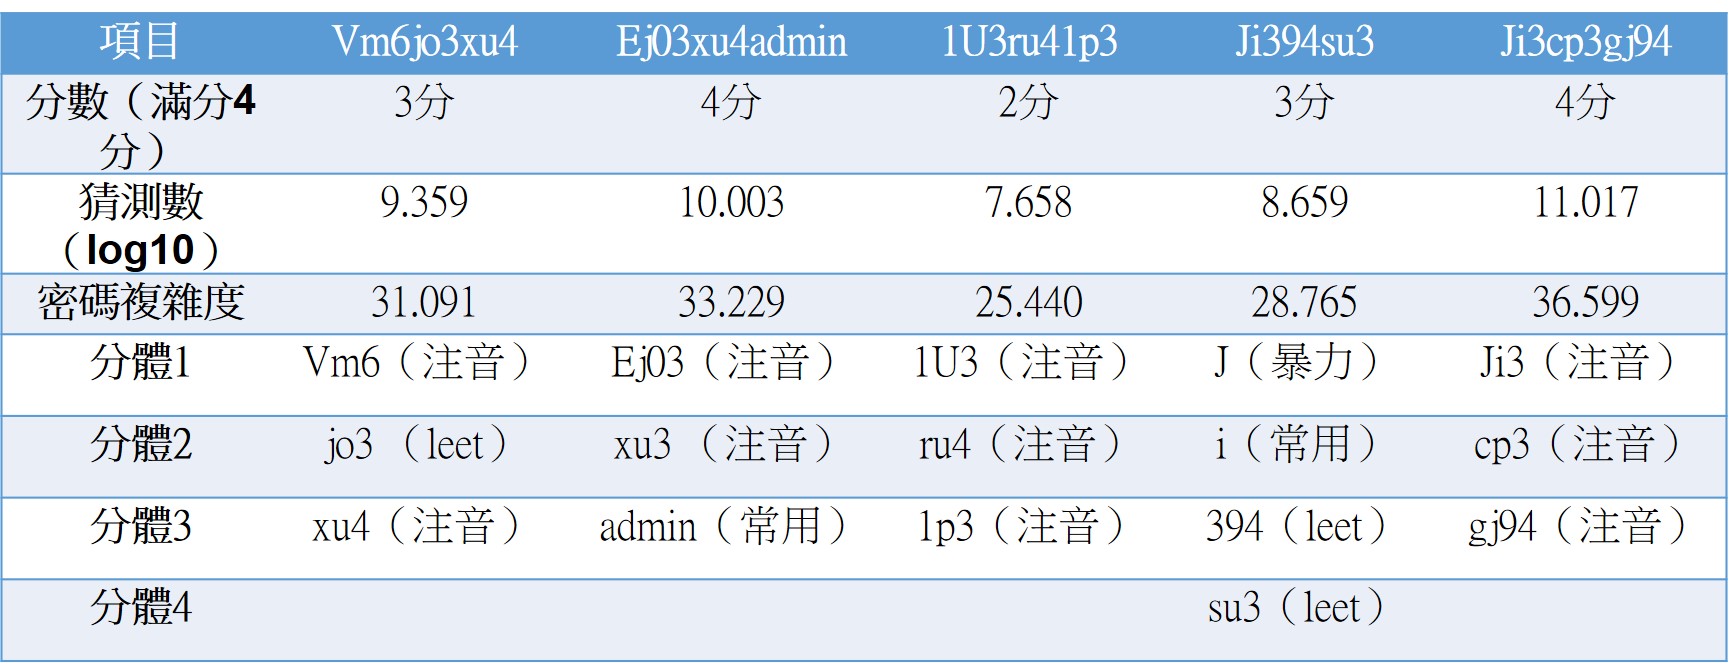 項目 Vm6jo3xu4 Ej03xu4admin 1U3ru41p3 Ji394su3 Ji3cp3gj94
分數（滿分4分） 3分 4分 2分 3分 4分
猜測數（log10） 9.359 10.003 7.658 8.659 11.017
密碼複雜度 31.091 33.229 25.440 28.765 36.599
分體1 Vm6（注音） Ej03（注音） 1U3（注音） J（暴力） Ji3（注音）
分體2 jo3 （leet） xu3 （注音） ru4（注音） i（常用） cp3（注音）
分體3 xu4（注音） admin（常用） 1p3（注音） 394（leet） gj94（注音）
分體4 su3（leet）